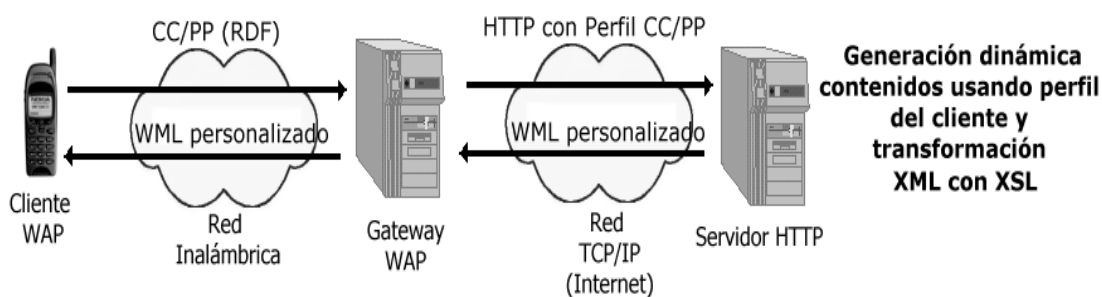 CC/PP (RDF)
HTTP con Perfil CC/PP
WML personalizado
WML personalizado
Cliente
WAP
Red
Inalámbrica
Gateway
WAP
Red
TCP/IP
(Internet)
Servidor HTTP
Generación dinámica
contenidos usando perfil
del cliente y
transformación
XML con XSL